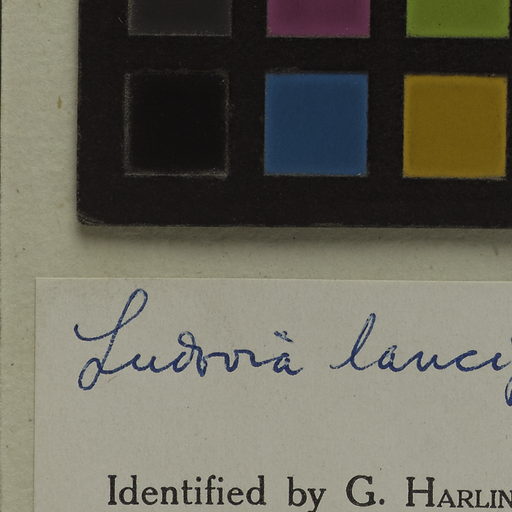 Ludovia lanci
Identified by G. Harlin